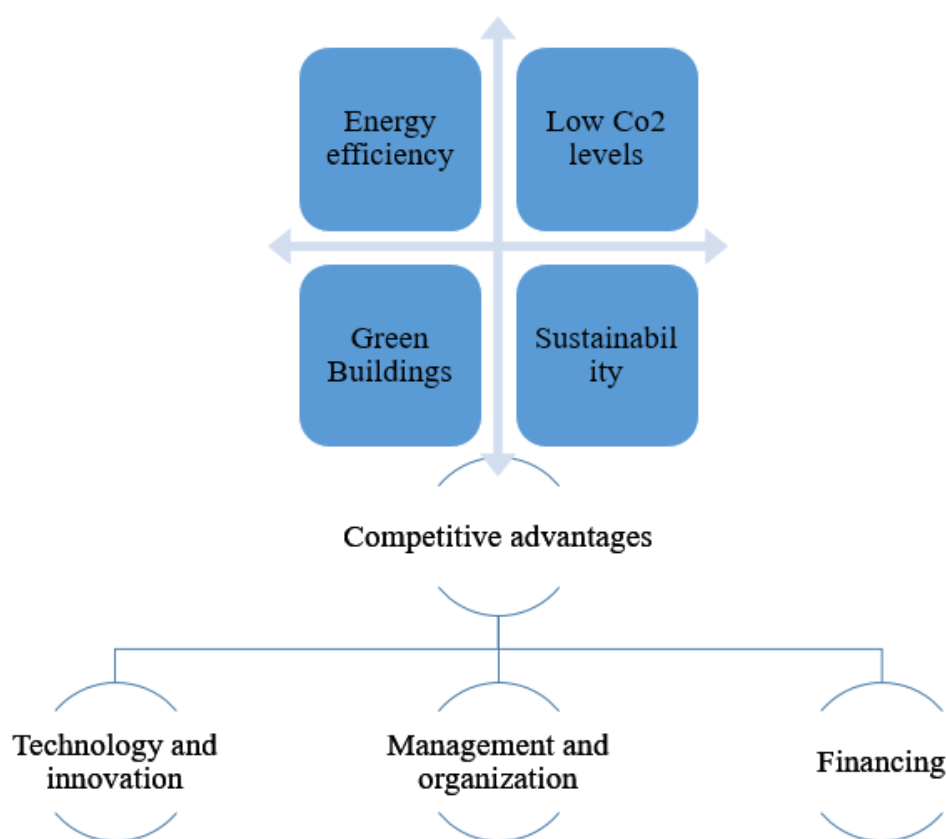 Energy
efficiency
Low Co2
levels
Green
Buildings
Sustainabil
ity
Competitive advantages
Technology and
innovation
Management and
organization
Financing